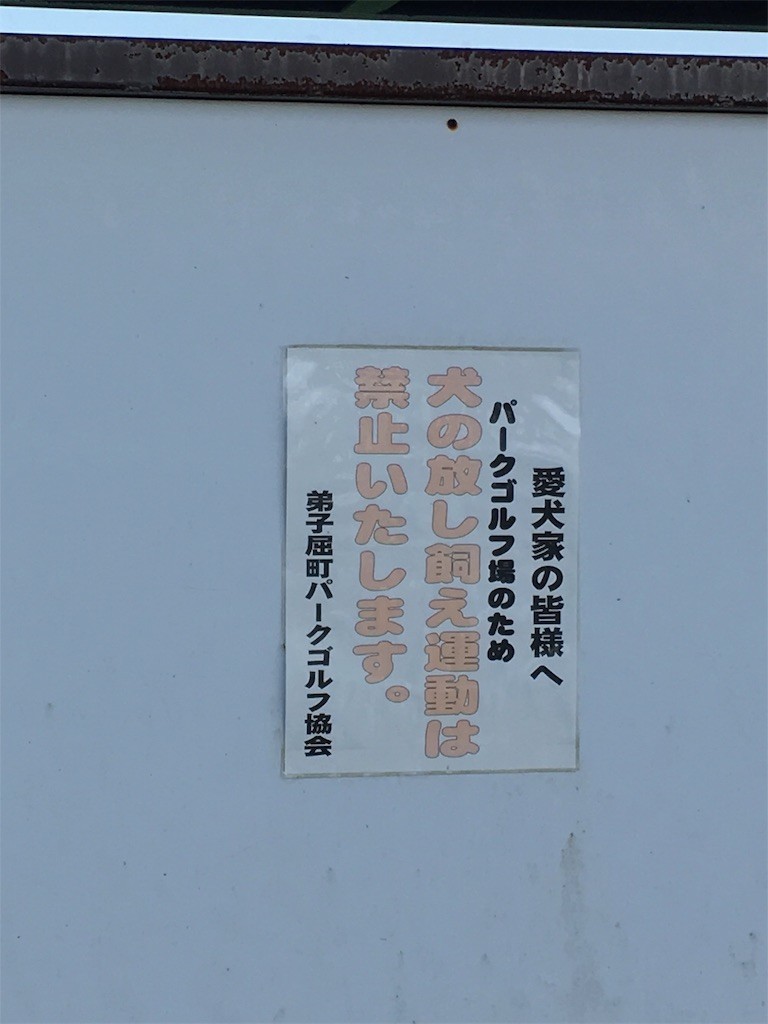 愛犬家の皆様へ
パークゴルフ場のため
犬の放し飼え運動は
禁止いたします。
弟子屈町パークゴルフ協会